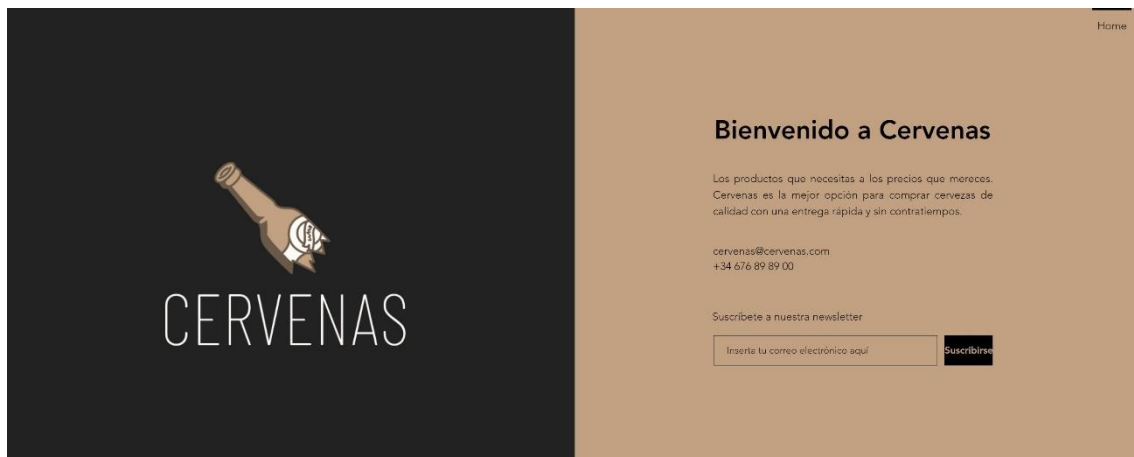 Home
CERVENAS
Bienvenido a Cervenas
Los productos que necesitas a los precios que mereces.
Cervenas es la mejor opción para comprar cervezas de
calidad con una entrega rápida y sin contratiempos.
cervenas@cervenas.com
+34 676 89 89 00
Suscríbete a nuestra newsletter
Inserta tu correo electrónico aquí
Suscribirse